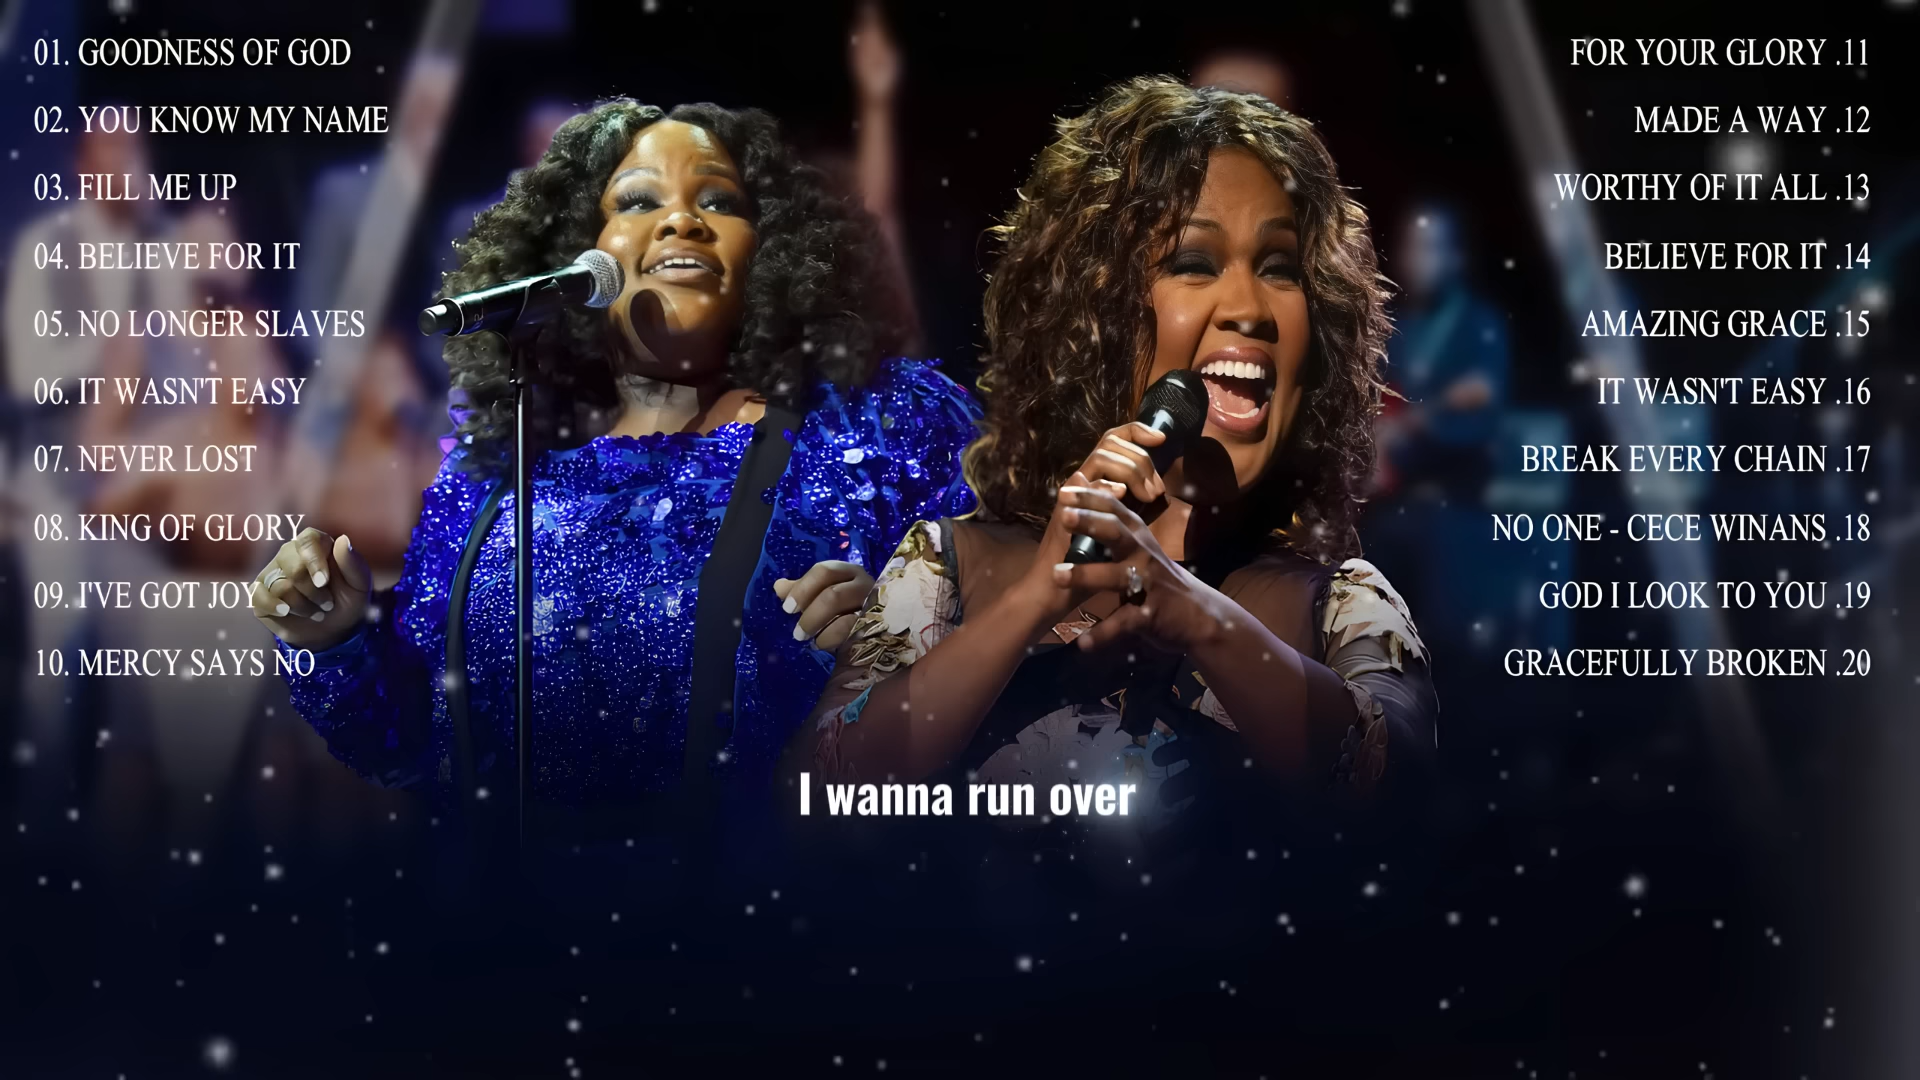 01. GOODNESS OF GOD
02. YOU KNOW MY NAME
03. FILL ME UP
04. BELIEVE FOR IT
05. NO LONGER SLAVES
06. IT WASN'T EASY
07. NEVER LOST
08. KING OF GLORY
09. I'VE GOT JOY
10. MERCY SAYS NO
FOR YOUR GLORY .11
MADE A WAY .12
WORTHY OF IT ALL .13
BELIEVE FOR IT .14
AMAZING GRACE .15
IT WASN'T EASY .16
BREAK EVERY CHAIN .17
NO ONE - CECE WINANS .18
GOD I LOOK TO YOU .19
GRACEFULLY BROKEN .20
I wanna run over